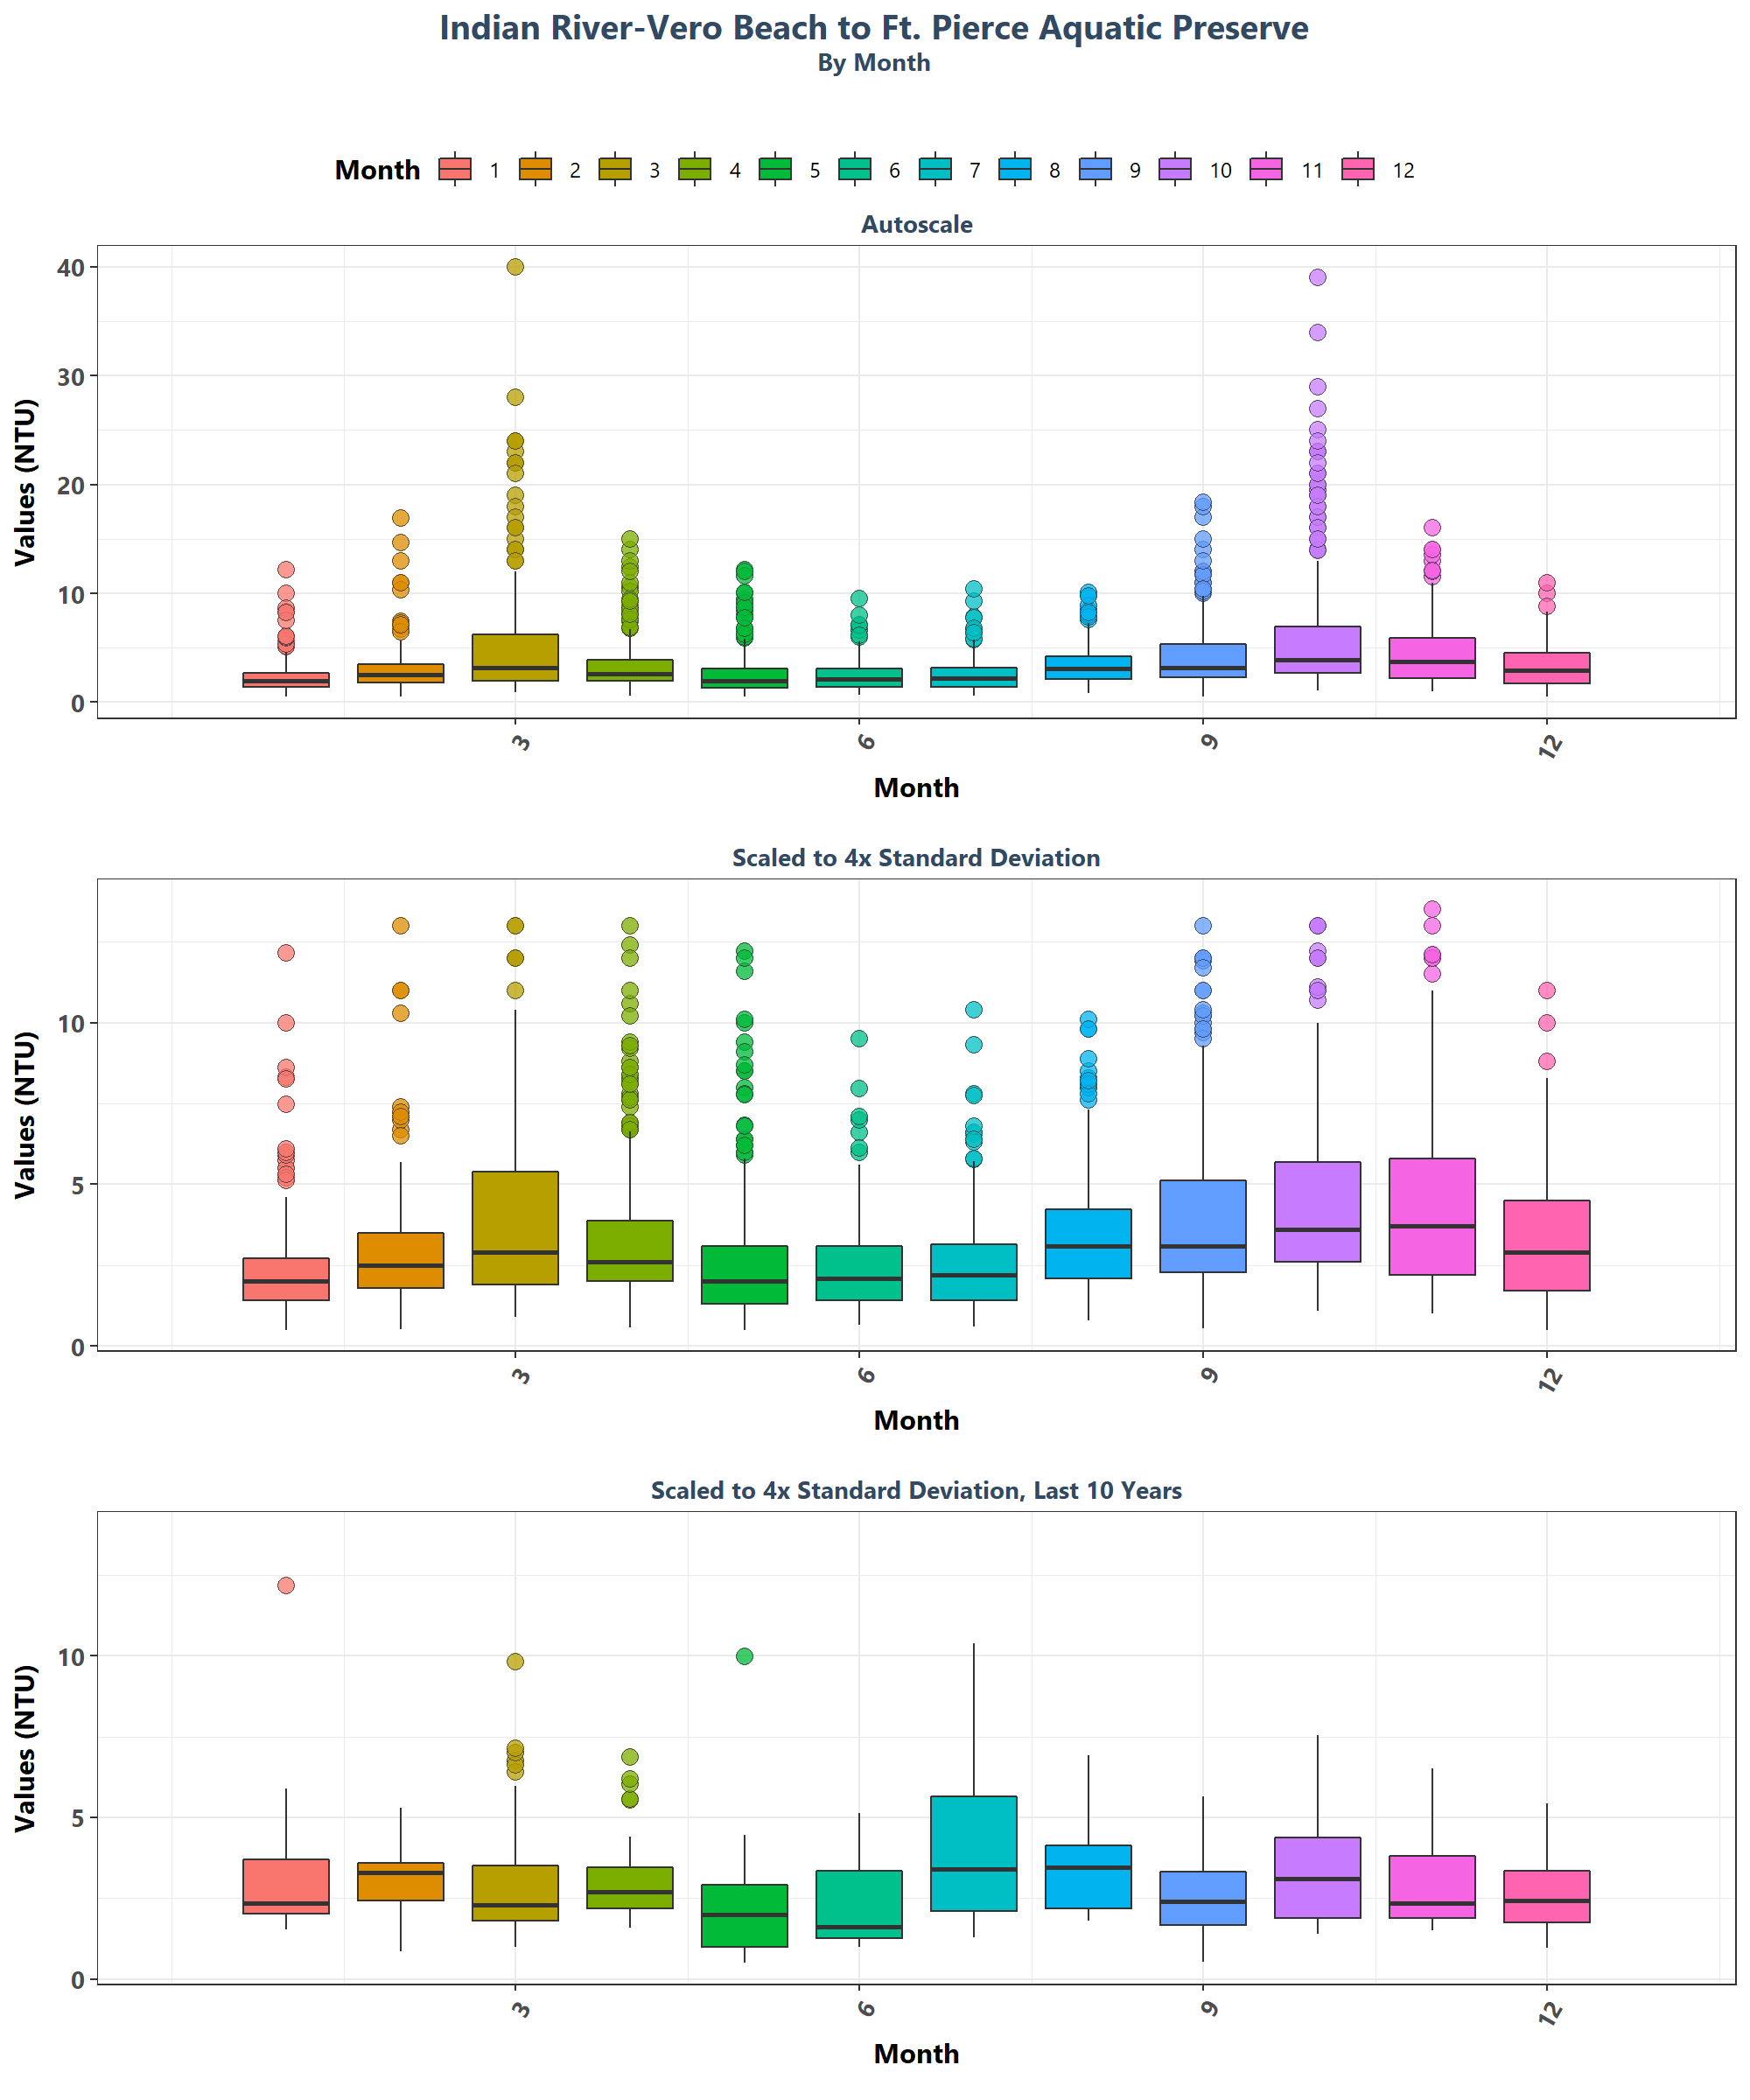 Indian River-Vero Beach to Ft. Pierce Aquatic Preserve
By Month
Month 1 2 3 4 5 6 7 8 9 10 11 12
Autoscale
Values (NTU)
40
30
20
10
0
3 6 9 12
Month
Scaled to 4x Standard Deviation
Values (NTU)
10
5
0
3 6 9 12
Month
Scaled to 4x Standard Deviation, Last 10 Years
Values (NTU)
10
5
0
3 6 9 12
Month